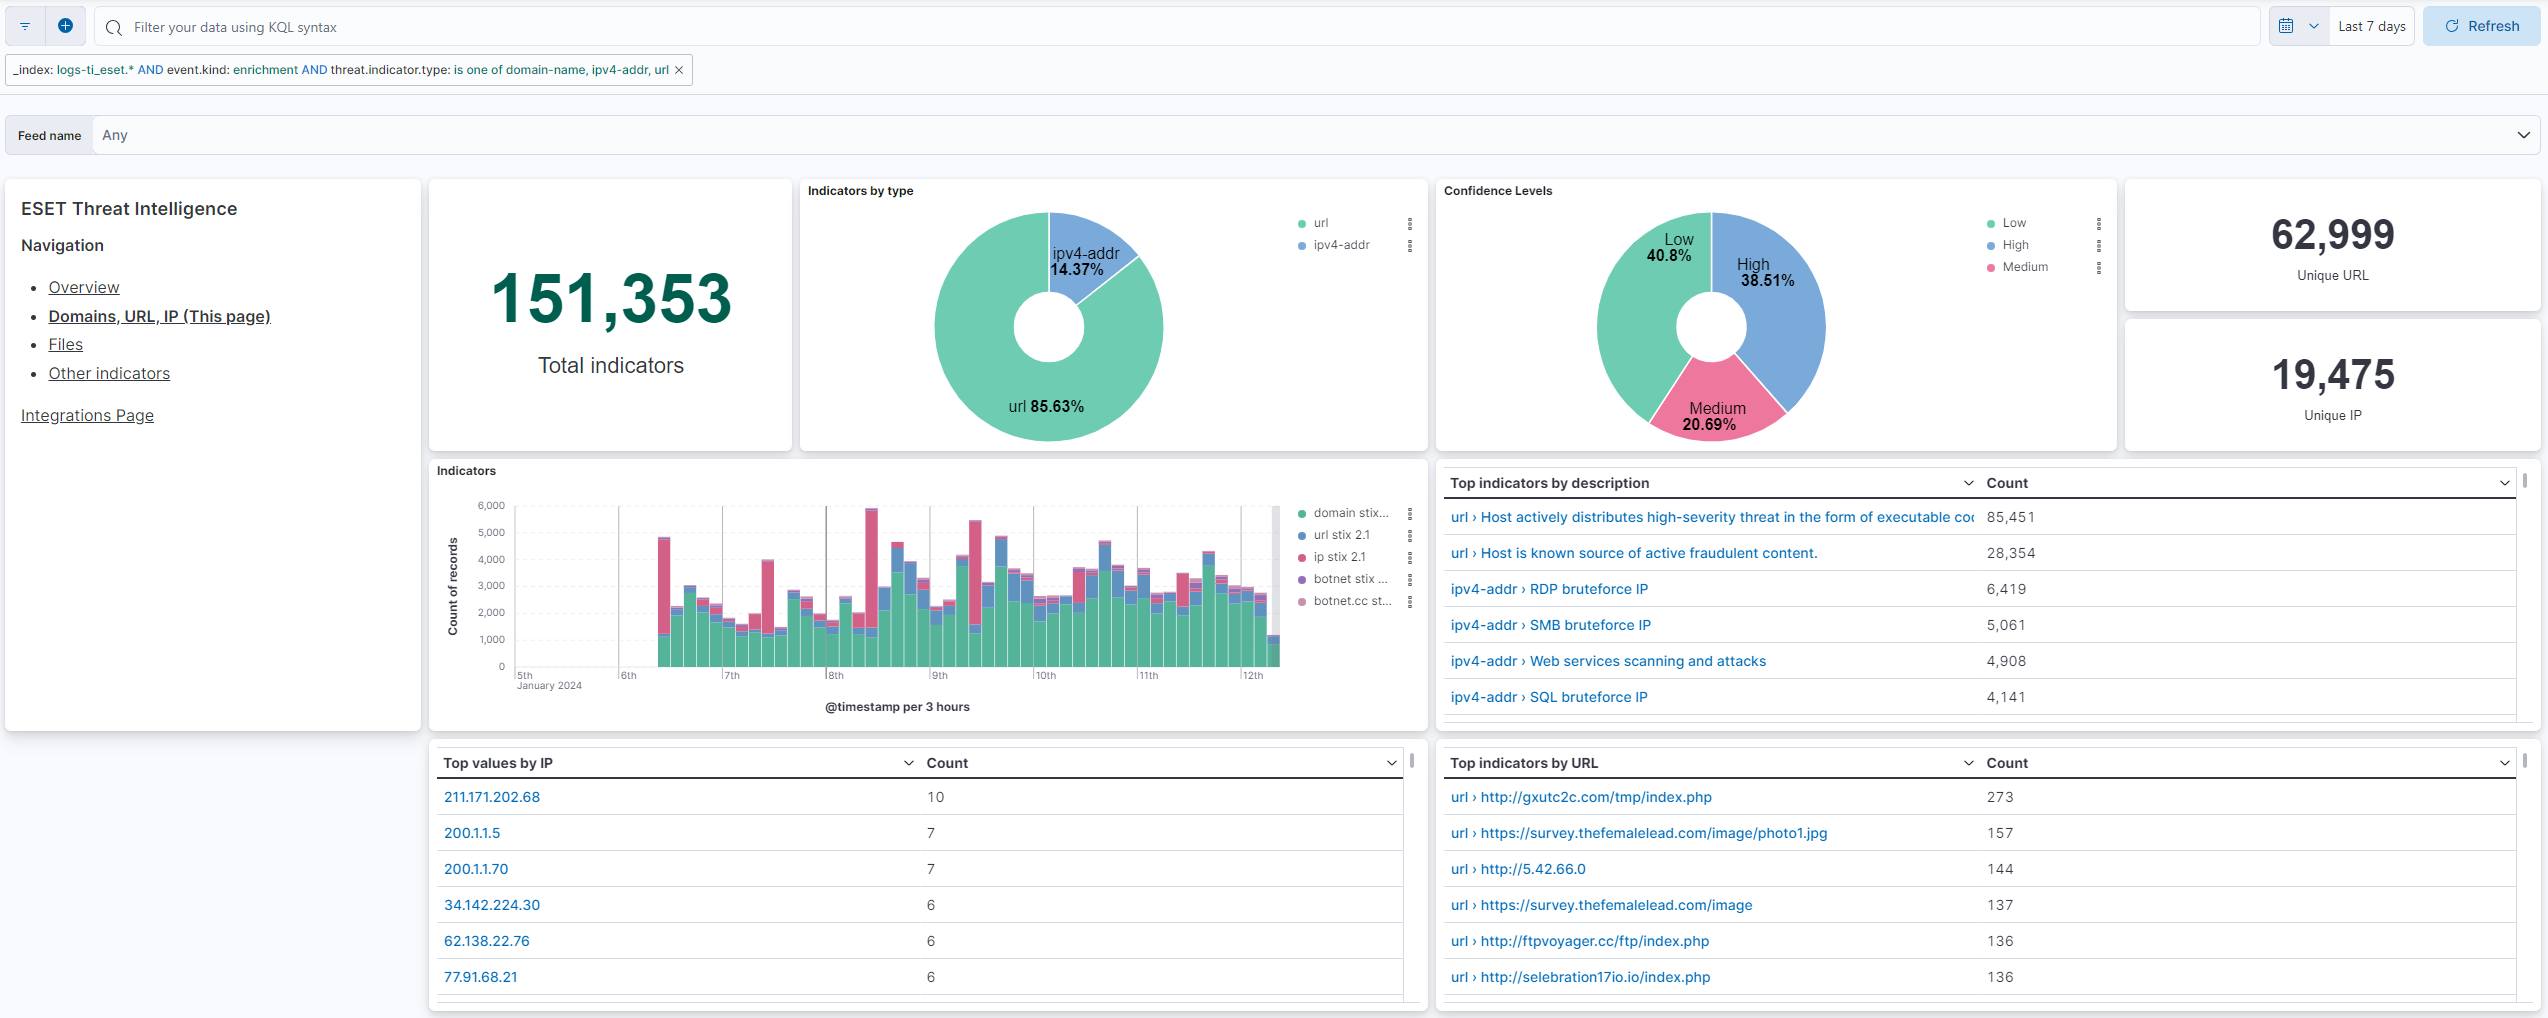 Filter your data using KQL syntax
Last 7 days
Refresh
_index: logs-ti_eset.* AND event.kind: enrichment AND threat.indicator.type: is one of domain-name, ipv4-addr, url ×
Feed name
Any
ESET Threat Intelligence
Navigation
Overview
Domains, URL, IP (This page)
Files
Other indicators
Integrations Page
151,353
Total indicators
Indicators by type
ipv4-addr
14.37%
url 85.63%
url
ipv4-addr
Confidence Levels
Low
40.8%
High
38.51%
Medium
20.69%
Low
High
Medium
62,999
Unique URL
19,475
Unique IP
Indicators
Count of records
6,000
5,000
4,000
3,000
2,000
1,000
0
5th
January 2024
6th
7th
8th
9th
10th
11th
12th
@timestamp per 3 hours
domain stix...
url stix 2.1
ip stix 2.1
botnet stix ...
botnet.cc st...
Top indicators by description
Count
url › Host actively distributes high-severity threat in the form of executable coc
85,451
url › Host is known source of active fraudulent content.
28,354
ipv4-addr › RDP bruteforce IP
6,419
ipv4-addr › SMB bruteforce IP
5,061
ipv4-addr › Web services scanning and attacks
4,908
ipv4-addr › SQL bruteforce IP
4,141
Top values by IP
Count
211.171.202.68
10
200.1.1.5
7
200.1.1.70
7
34.142.224.30
6
62.138.22.76
6
77.91.68.21
6
Top indicators by URL
Count
url › http://gxutc2c.com/tmp/index.php
273
url › https://survey.thefemalelead.com/image/photo1.jpg
157
url › http://5.42.66.0
144
url › https://survey.thefemalelead.com/image
137
url › http://ftpvoyager.cc/ftp/index.php
136
url › http://selebration17io.io/index.php
136